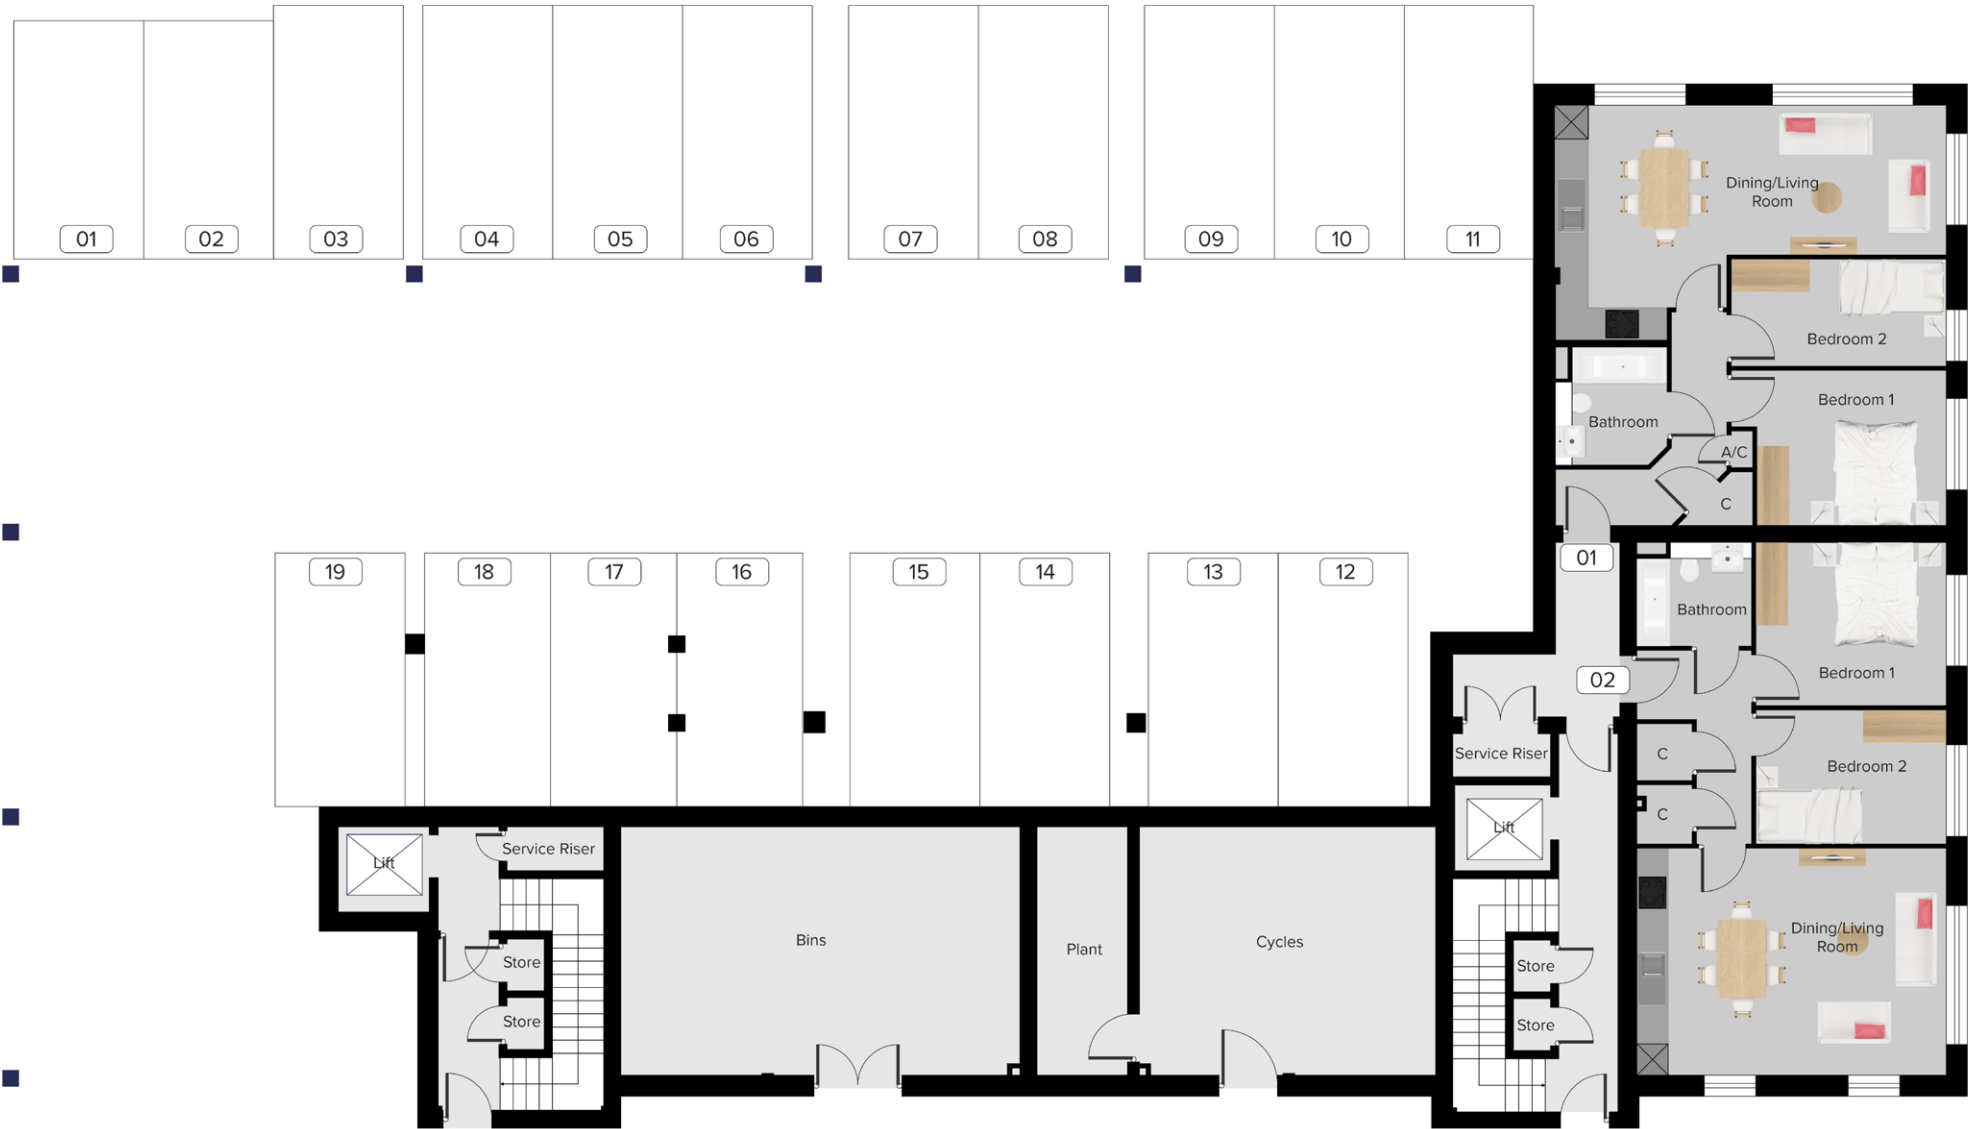 01
02
03
04
05
06
07
08
09
10
11
Dining/Living
Room
Bedroom 2
Bedroom 1
Bathroom
A/C
C
01
19
18
17
16
15
14
13
12
Bathroom
Bedroom 1
02
Service Riser
C
Bedroom 2
C
Lift
Lift
Service Riser
Dining/Living
Room
Bins
Plant
Cycles
Store
Store
Store
Store